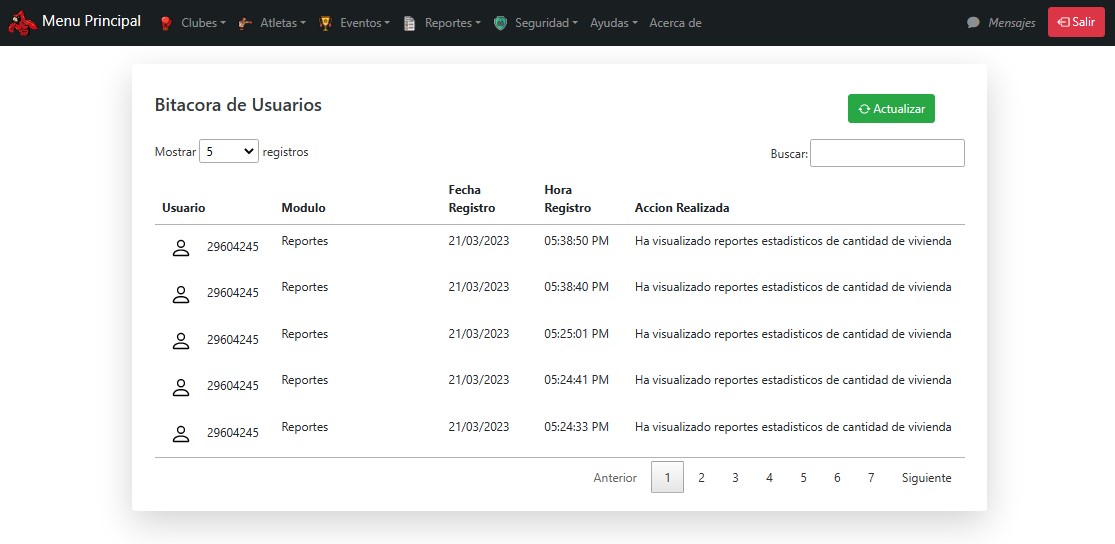 Menu Principal Clubes Atletas Eventos Reportes Seguridad Ayudas Acerca de Mensajes Salir
Bitacora de Usuarios Actualizar
Mostrar 5 registros Buscar:
Usuario Modulo Fecha Registro Hora Registro Accion Realizada
29604245 Reportes 21/03/2023 05:38:50 PM Ha visualizado reportes estadisticos de cantidad de vivienda
29604245 Reportes 21/03/2023 05:38:40 PM Ha visualizado reportes estadisticos de cantidad de vivienda
29604245 Reportes 21/03/2023 05:25:01 PM Ha visualizado reportes estadisticos de cantidad de vivienda
29604245 Reportes 21/03/2023 05:24:41 PM Ha visualizado reportes estadisticos de cantidad de vivienda
29604245 Reportes 21/03/2023 05:24:33 PM Ha visualizado reportes estadisticos de cantidad de vivienda
Anterior 1 2 3 4 5 6 7 Siguiente